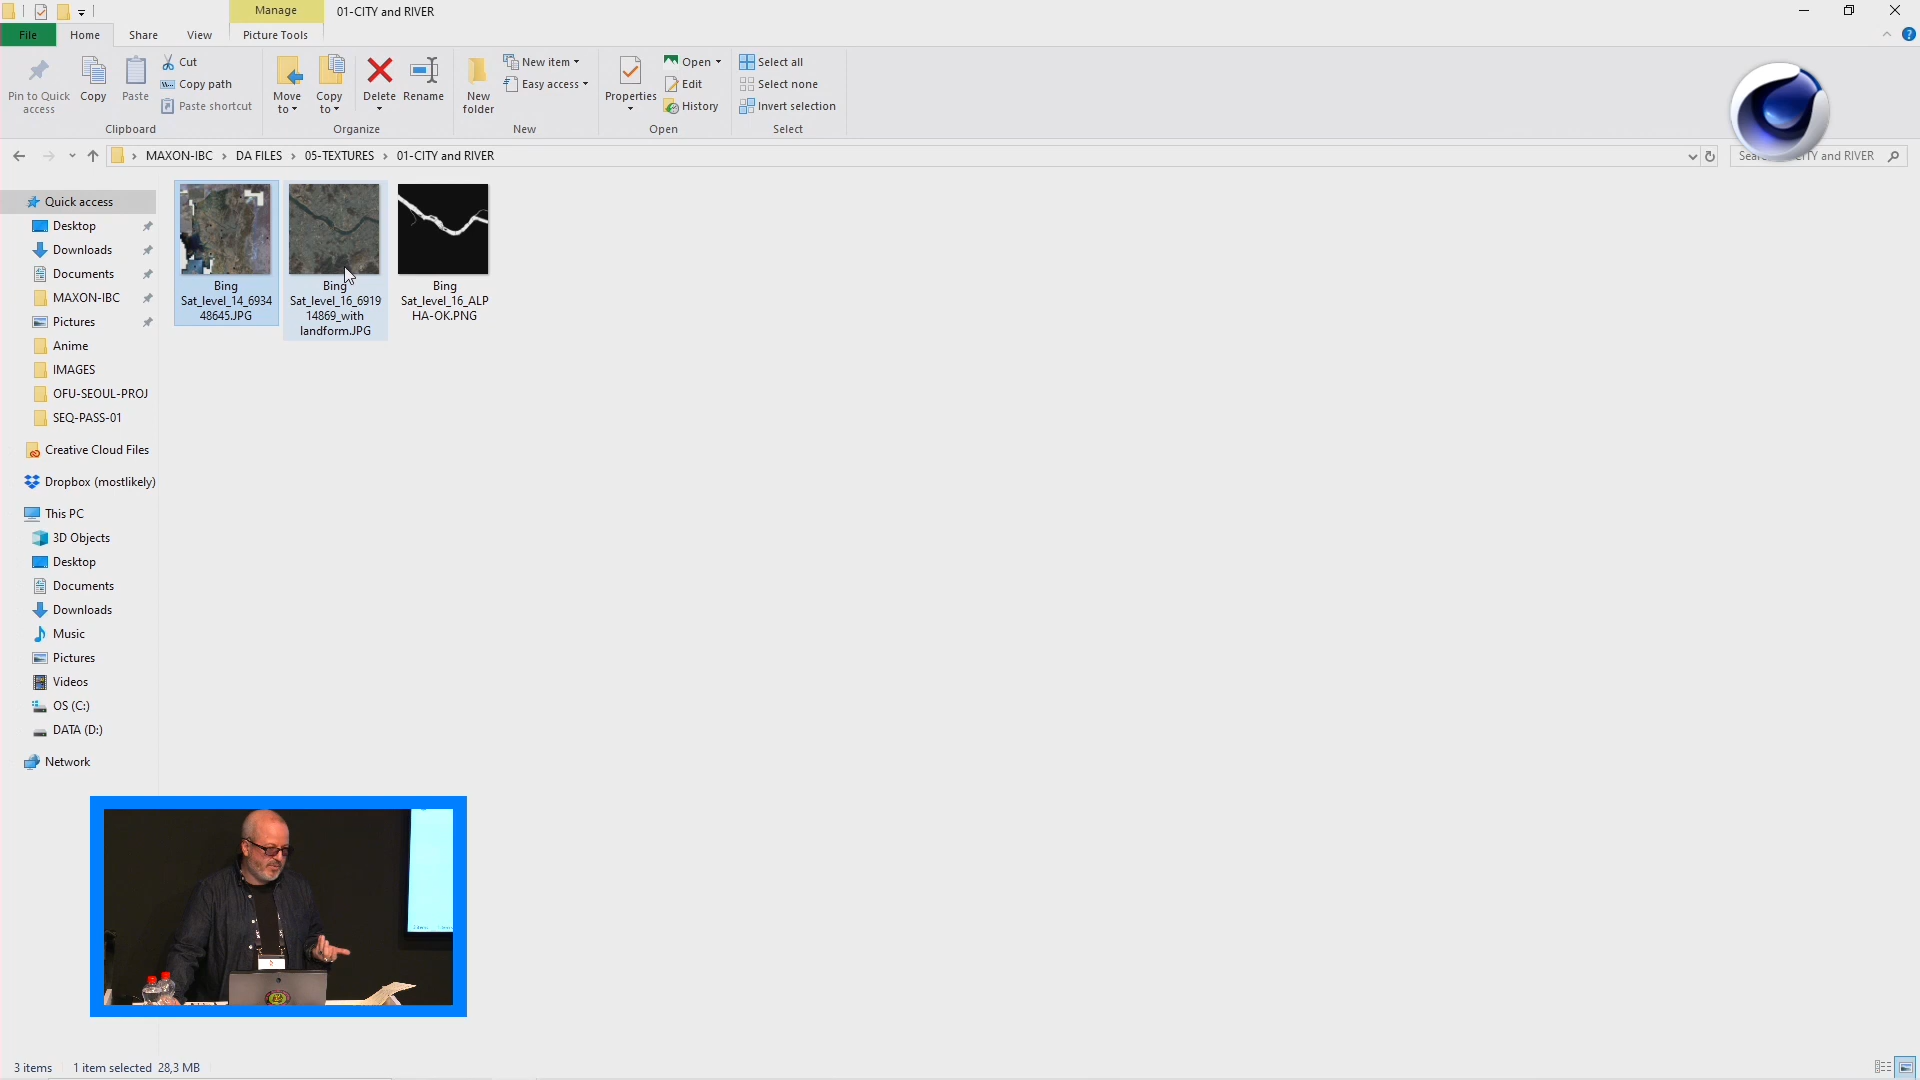 Manage
01-CITY and RIVER
File
Home
Share
View
Picture Tools
Pin to Quick
access
Copy
Paste
Cut
Copy path
Paste shortcut
Clipboard
Move
to
Copy
to
Delete
Rename
Organize
New
folder
New item
Easy access
New
Properties
Open
Edit
History
Open
Select all
Select none
Invert selection
Select
MAXON-IBC
DA FILES
05-TEXTURES
01-CITY and RIVER
and RIVER
Quick access
Desktop
Downloads
Documents
MAXON-IBC
Pictures
Anime
IMAGES
OFU-SEOUL-PROJ
SEQ-PASS-01
Creative Cloud Files
Dropbox (mostlikely)
This PC
3D Objects
Desktop
Documents
Downloads
Music
Pictures
Videos
OS (C:)
DATA (D:)
Network
Bing
Sat_level_14_6934
48645.JPG
Bing
Sat_level_16_6919
14869_with
landform.JPG
Bing
Sat_level_16_ALP
HA-OK.PNG
3 items
1 item selected 28,3 MB